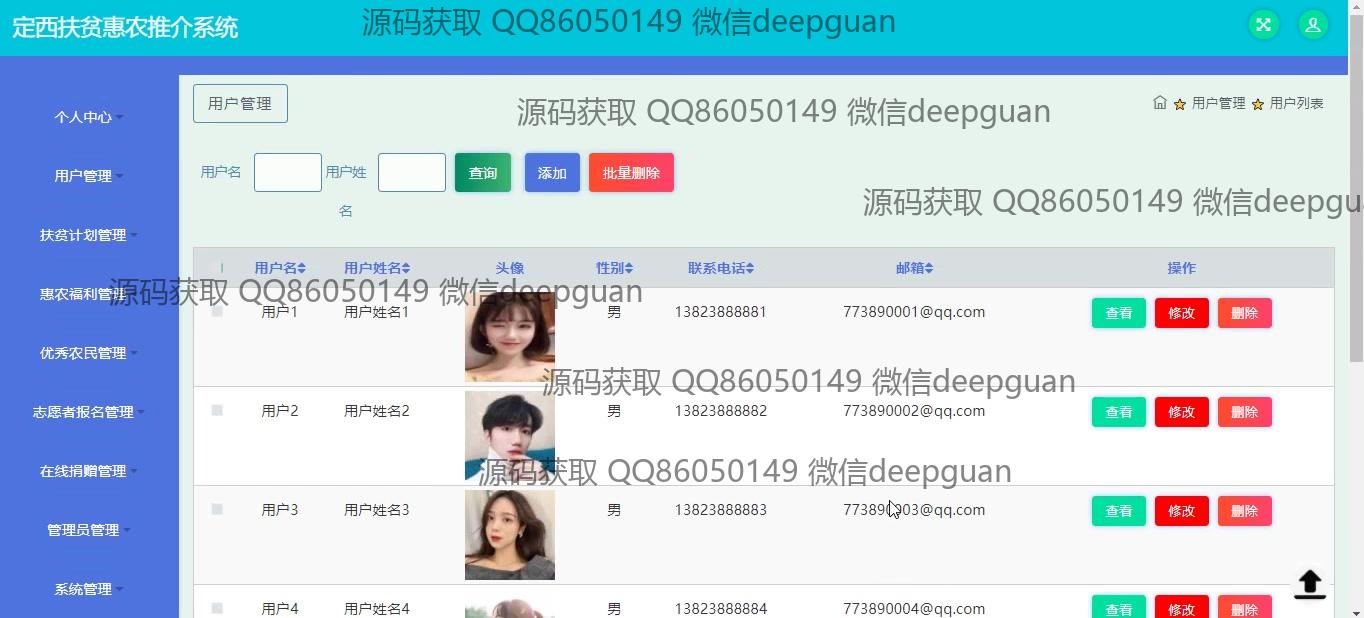 定西扶贫惠农推介系统
源码获取 QQ86050149 微信deepguan
个人中心
用户管理
扶贫计划管理
惠农福利管理
优秀农民管理
志愿者报名管理
在线捐赠管理
管理员管理
系统管理
用户管理
源码获取 QQ86050149 微信deepguan
用户管理 用户列表
用户名 用户姓名 查询 添加 批量删除
源码获取 QQ86050149 微信deepgu
用户名 用户姓名 头像 性别 联系电话 邮箱 操作
源码获取 QQ86050149 微信deepguan
用户1 用户姓名1 男 13823888881 773890001@qq.com 查看 修改 删除
源码获取 QQ86050149 微信deepguan
用户2 用户姓名2 男 13823888882 773890002@qq.com 查看 修改 删除
源码获取 QQ86050149 微信deepguan
用户3 用户姓名3 男 13823888883 773890003@qq.com 查看 修改 删除
用户4 用户姓名4 男 13823888884 773890004@qq.com 查看 修改 删除